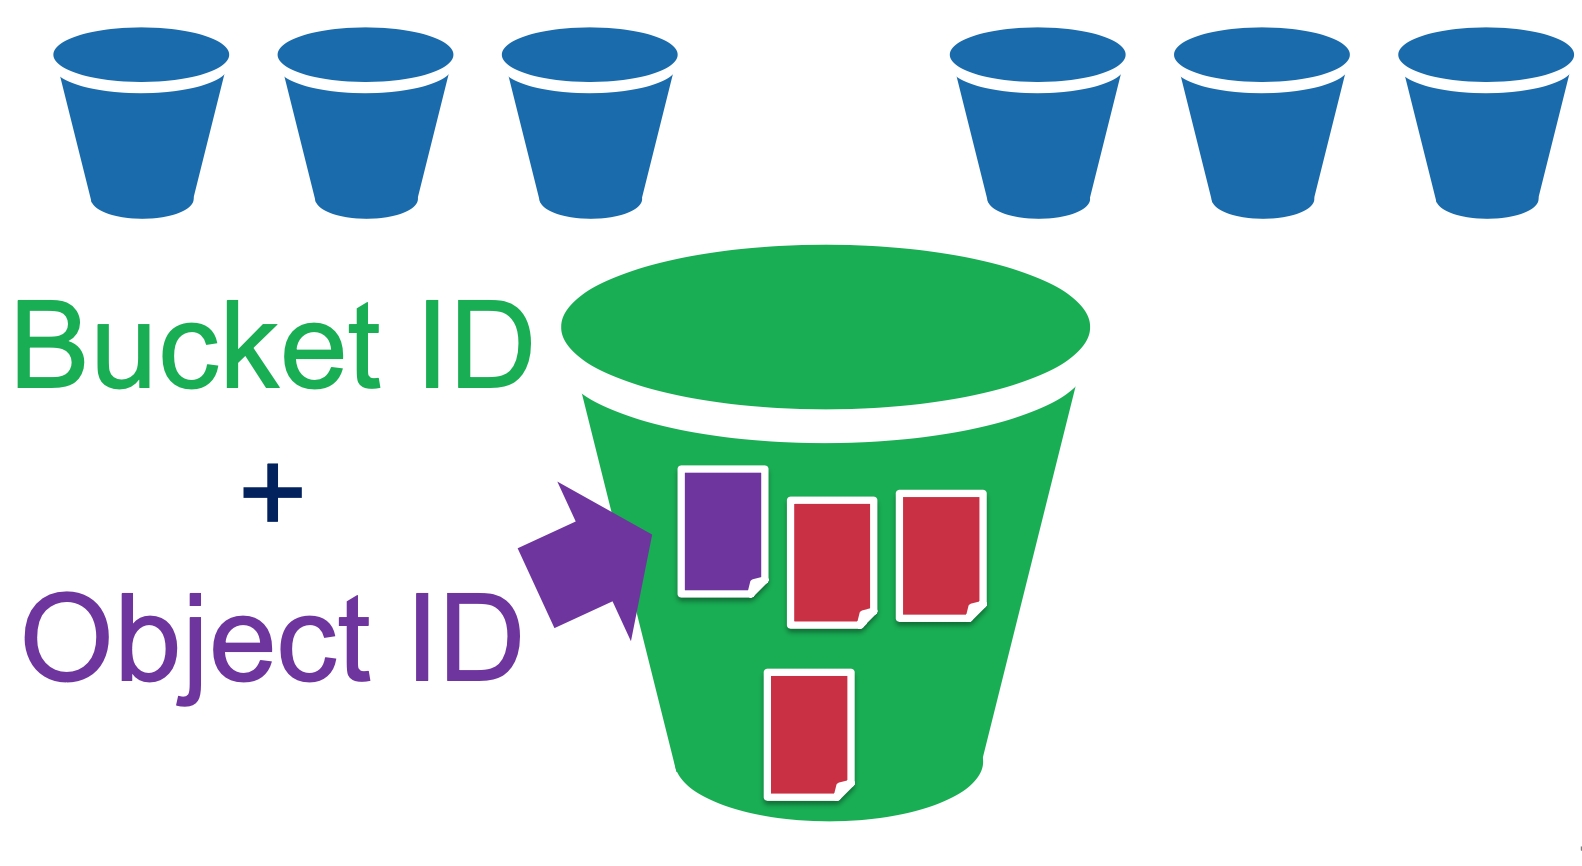 Bucket ID
+
Object ID